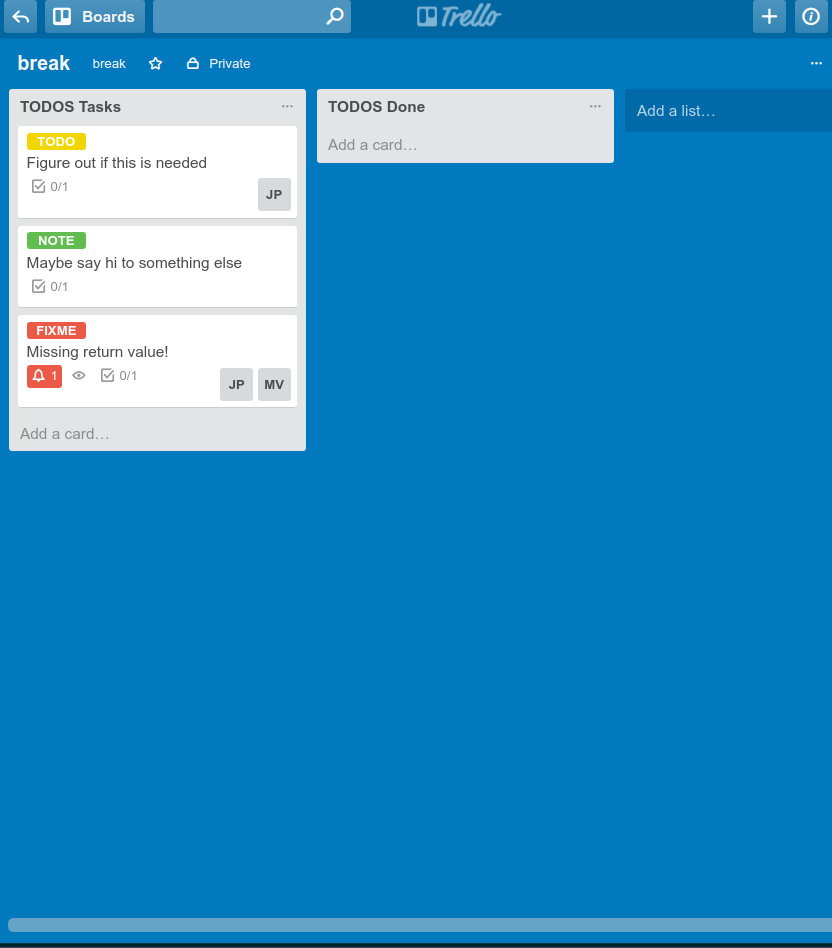 Boards
Trello
break
break
Private
TODOS Tasks
TODO
Figure out if this is needed
0/1
JP
NOTE
Maybe say hi to something else
0/1
FIXME
Missing return value!
1
0/1
JP
MV
Add a card…
TODOS Done
Add a card…
Add a list…